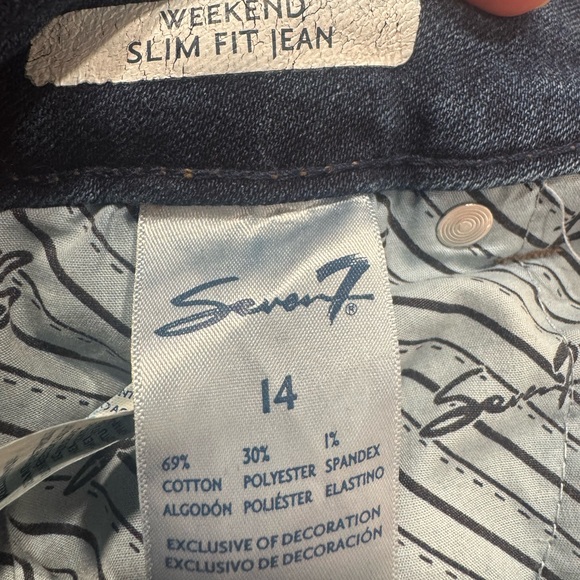 WEEKEND
SLIM FIT JEAN
Seven7®
14
69% 30% 1%
COTTON POLYESTER SPANDEX
ALGODÓN POLIÉSTER ELASTINO
EXCLUSIVE OF DECORATION
EXCLUSIVO DE DECORACIÓN
Seven